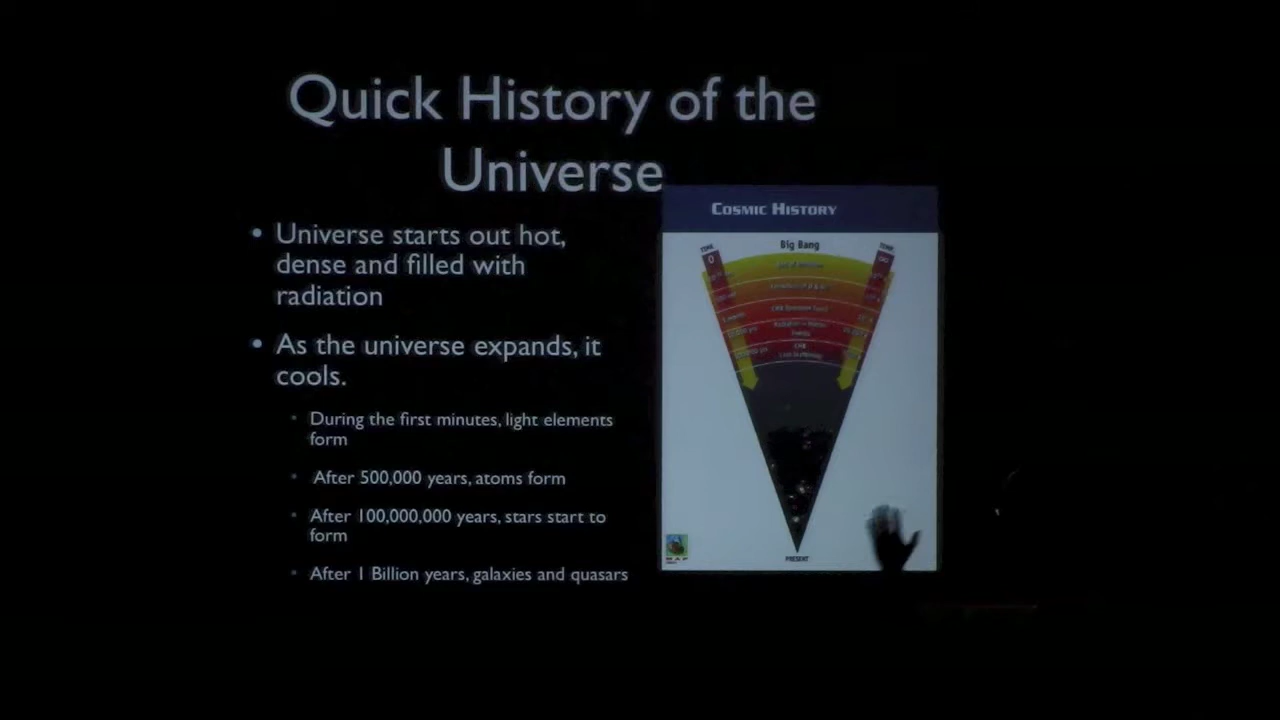 Quick History of the
Universe
• Universe starts out hot,
dense and filled with
radiation
• As the universe expands, it
cools.
• During the first minutes, light elements
form
• After 500,000 years, atoms form
• After 100,000,000 years, stars start to
form
• After 1 Billion years, galaxies and quasars
COSMIC HISTORY
Big Bang
TIME
0
PRESENT